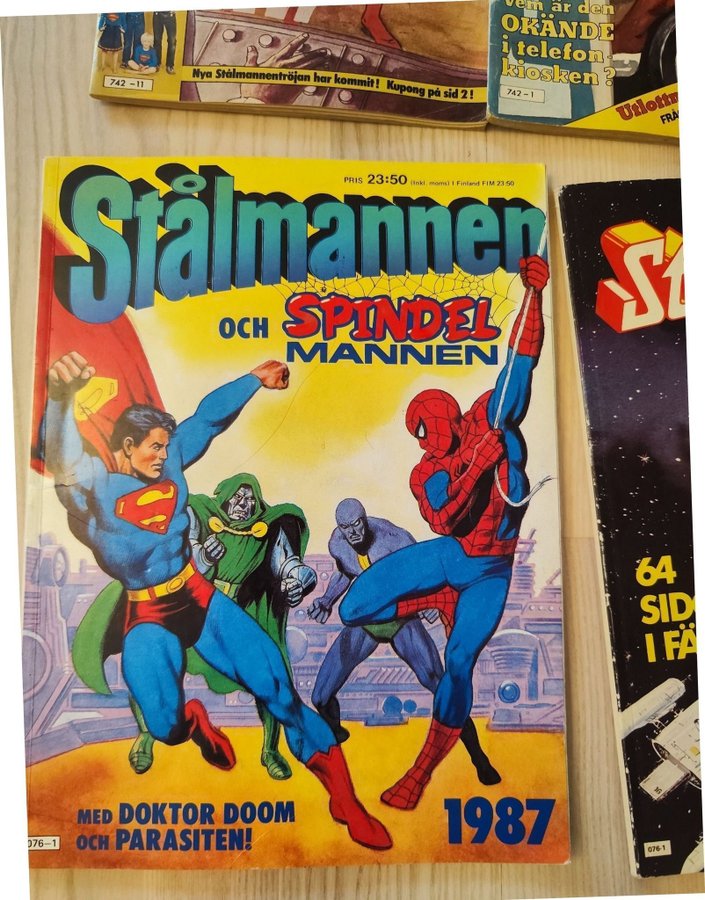 vem är den
OKÄNDE
i telefon-
kiosken?
742-11
Nya Stålmannentröjan har kommit! Kupong på sid 2!
742-1
PRIS 23:50 (Inkl. moms) I Finland FIM 23:50
Stålmannen
OCH SPINDEL
MANNEN
S
MED DOKTOR DOOM
OCH PARASITEN!
1987
076-1
64
I FÄ
076-1